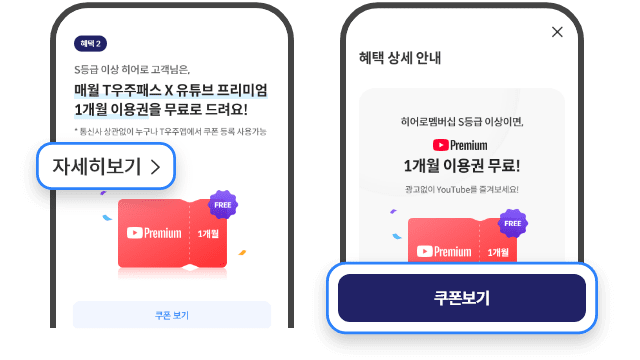 혜택 2
S등급 이상 히어로 고객님은,
매월 T우주패스 X 유튜브 프리미엄
1개월 이용권을 무료로 드려요!
* 통신사 상관없이 누구나 T우주앱에서 쿠폰 등록 사용가능
자세히보기
FREE
Premium
1개월
쿠폰 보기
혜택 상세 안내
히어로멤버십 S등급 이상이면,
Premium
1개월 이용권 무료!
광고없이 YouTube를 즐겨보세요!
FREE
Premium
1개월
쿠폰보기